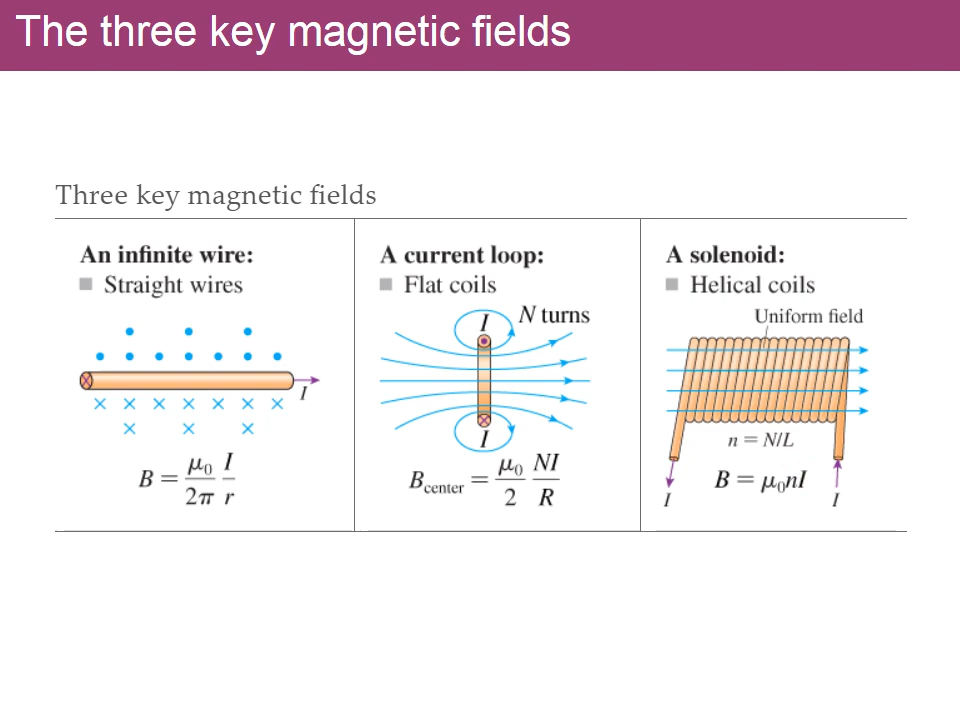 The three key magnetic fields
Three key magnetic fields
An infinite wire:
■ Straight wires
I
B = μ₀/2π I/r
A current loop:
■ Flat coils
I
N turns
I
B_center = μ₀/2 NI/R
A solenoid:
■ Helical coils
Uniform field
n = N/L
B = μ₀nI
I
I